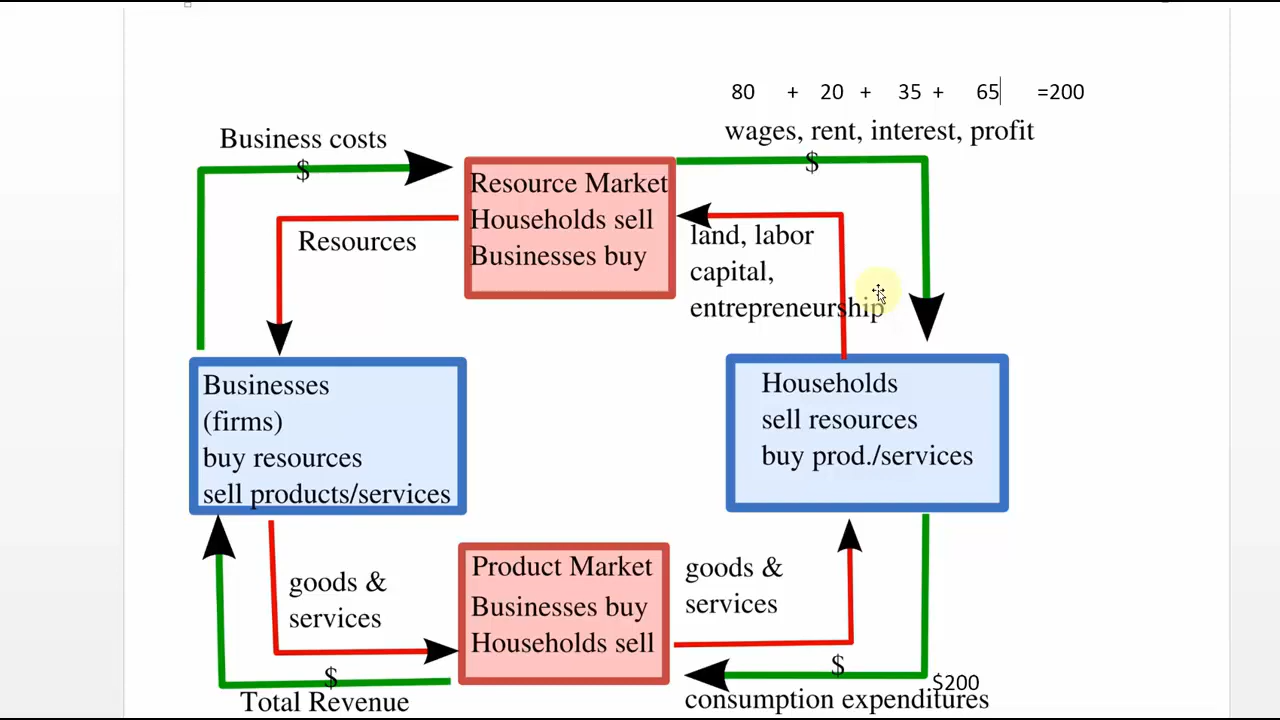 80 + 20 + 35 + 65 =200
wages, rent, interest, profit
Business costs
$
$
Resource Market
Households sell
Businesses buy
Resources
land, labor
capital,
entrepreneurship
Businesses
(firms)
buy resources
sell products/services
Households
sell resources
buy prod./services
goods &
services
Product Market
Businesses buy
Households sell
goods &
services
$
Total Revenue
$
$200
consumption expenditures